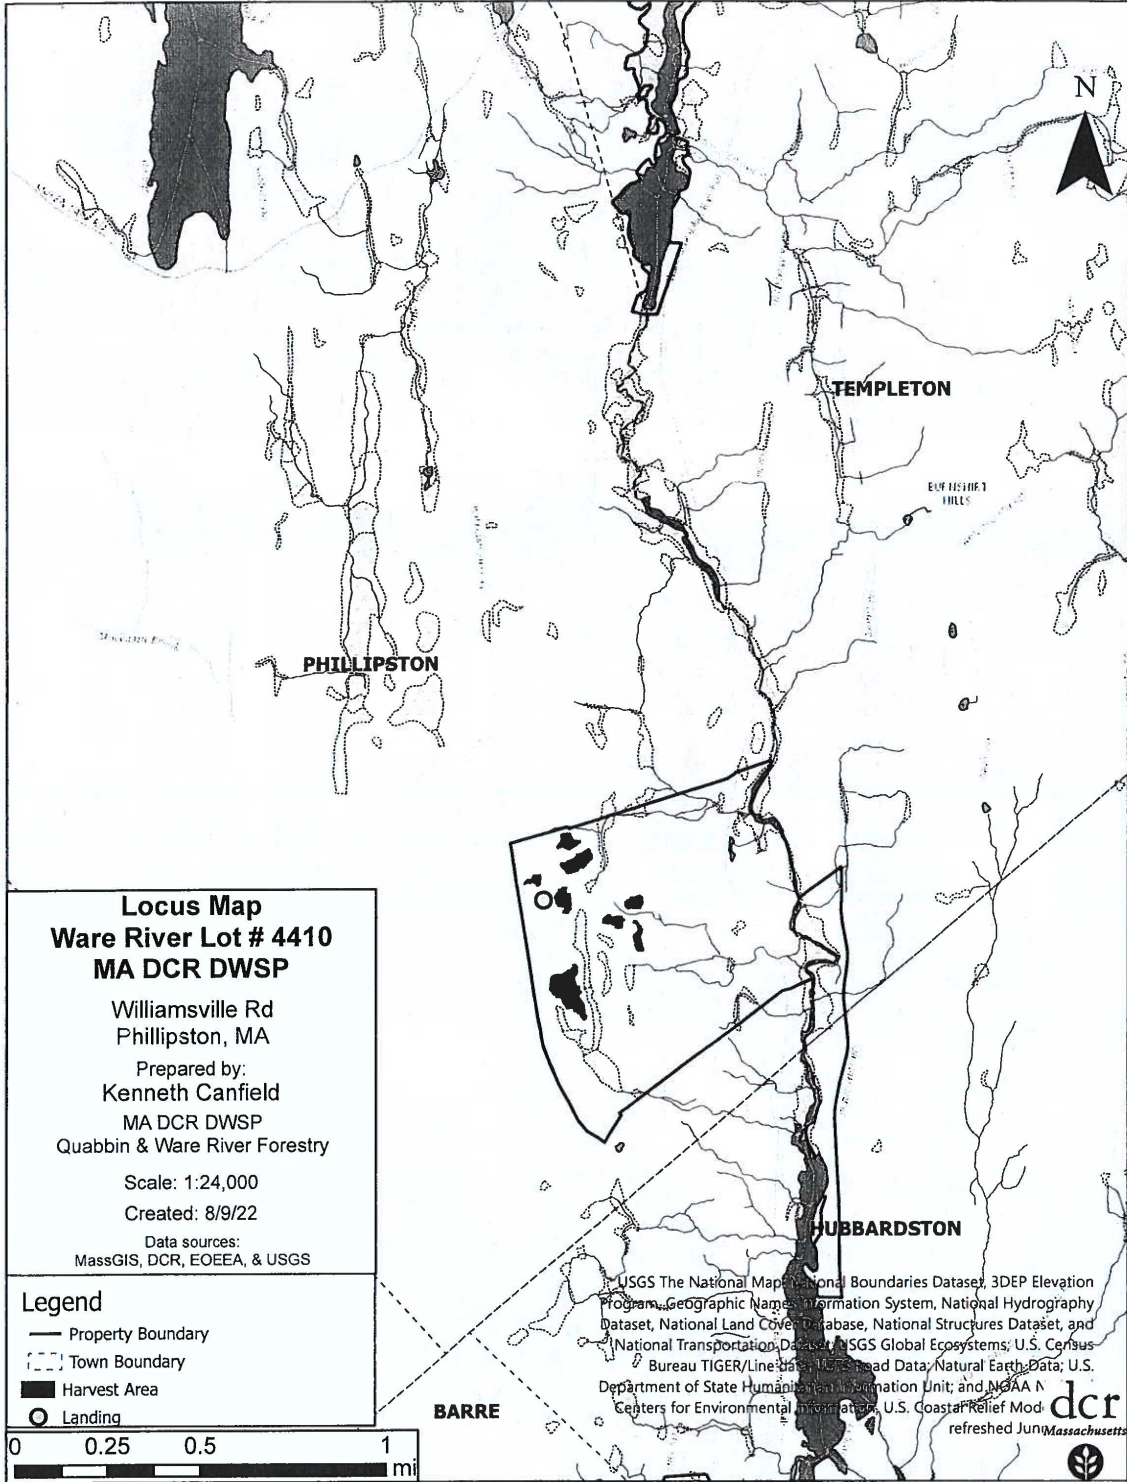 N
TEMPLETON
HILLS
PHILLIPSTON
Locus Map
Ware River Lot # 4410
MA DCR DWSP
Williamsville Rd
Phillipston, MA
Prepared by:
Kenneth Canfield
MA DCR DWSP
Quabbin & Ware River Forestry
Scale: 1:24,000
Created: 8/9/22
Data sources:
MassGIS, DCR, EOEEA, & USGS
Legend
Property Boundary
Town Boundary
Harvest Area
Landing
0 0.25 0.5 1
mi
BARRE
HUBBARDSTON
USGS The National Map: National Boundaries Dataset, 3DEP Elevation
Program, Geographic Names Information System, National Hydrography
Dataset, National Land Cover Database, National Structures Dataset, and
National Transportation Dataset; USGS Global Ecosystems; U.S. Census
Bureau TIGER/Line data; USFS Road Data; Natural Earth Data; U.S.
Department of State Humanitarian Information Unit; and NOAA N
Centers for Environmental Information, U.S. Coastal Relief Mod
refreshed June
dcr
Massachusetts